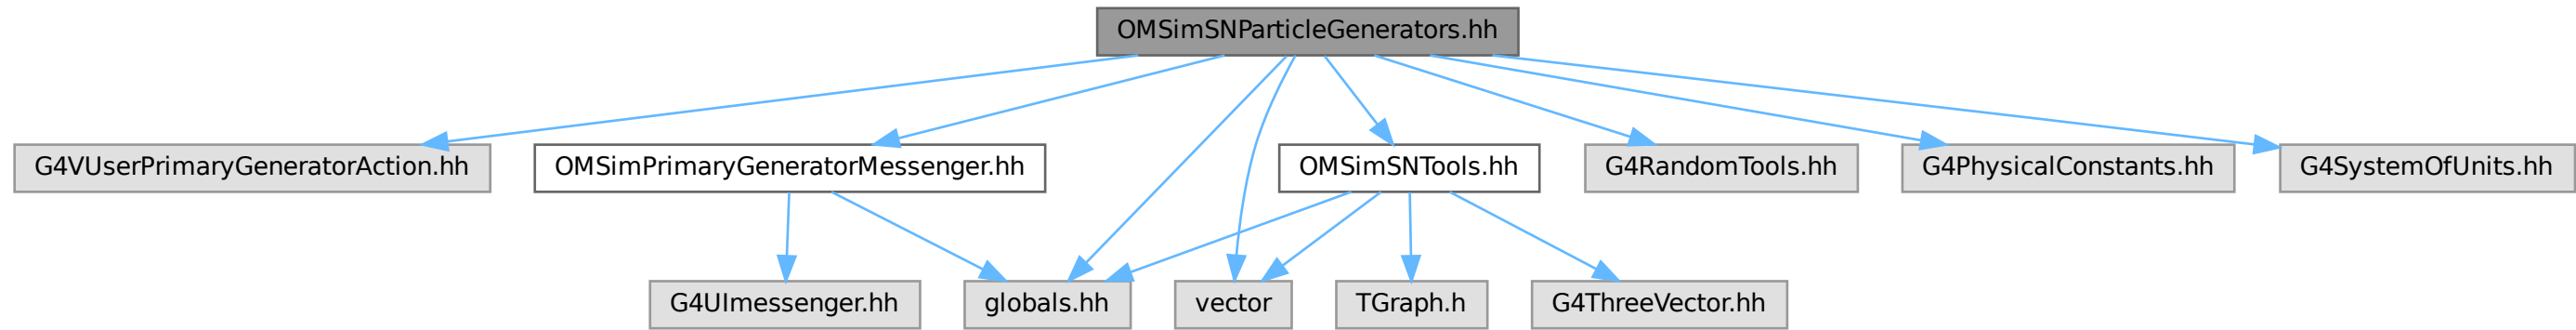 OMSimSNParticleGenerators.hh
G4VUserPrimaryGeneratorAction.hh
OMSimPrimaryGeneratorMessenger.hh
OMSimSNTools.hh
G4RandomTools.hh
G4PhysicalConstants.hh
G4SystemOfUnits.hh
G4UImessenger.hh
globals.hh
vector
TGraph.h
G4ThreeVector.hh